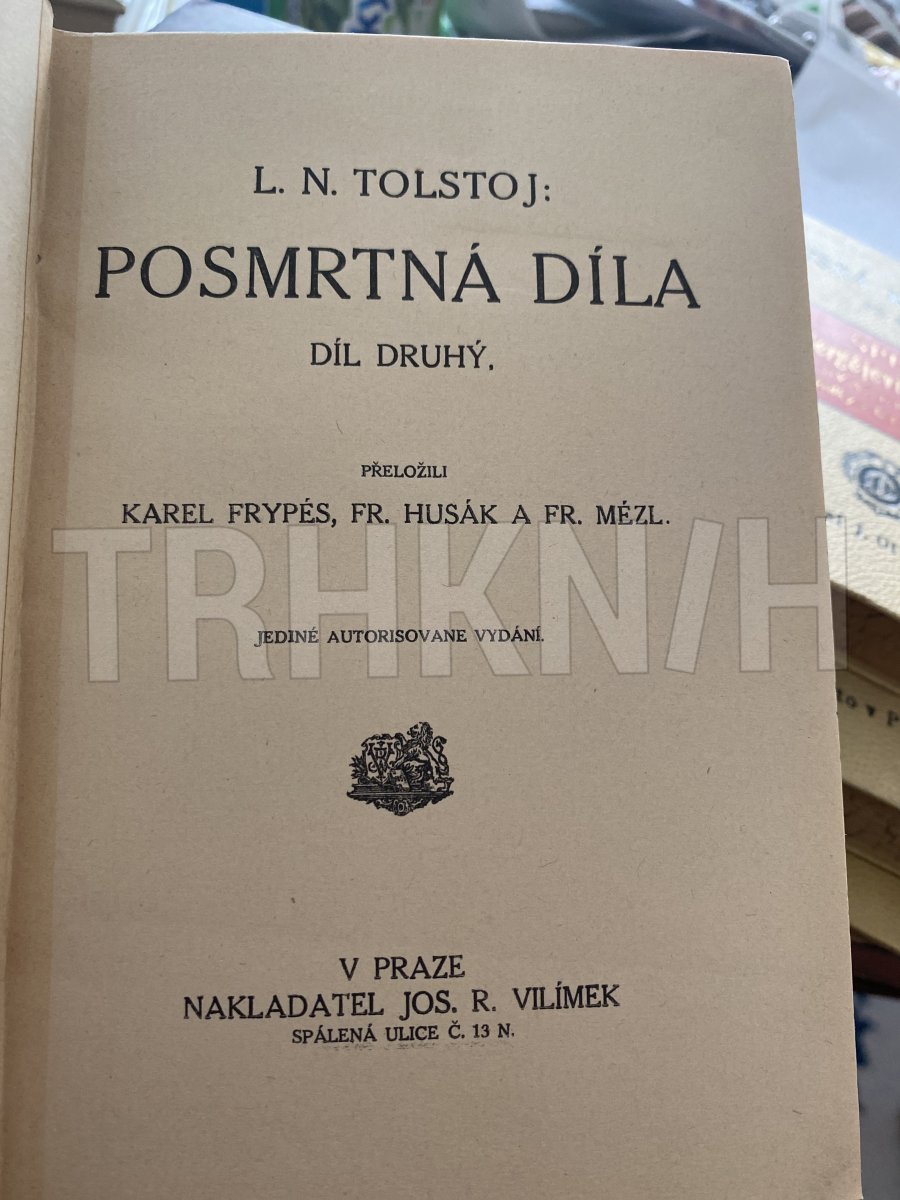 L. N. TOLSTOJ:
POSMRTNÁ DÍLA
DÍL DRUHÝ.
PŘELOŽILI
KAREL FRYPÉS, FR. HUSÁK A FR. MÉZL.
TRHKNIH
JEDINÉ AUTORISOVANE VYDÁNÍ.
V PRAZE
NAKLADATEL JOS. R. VILÍMEK
SPÁLENÁ ULICE Č. 13 N.